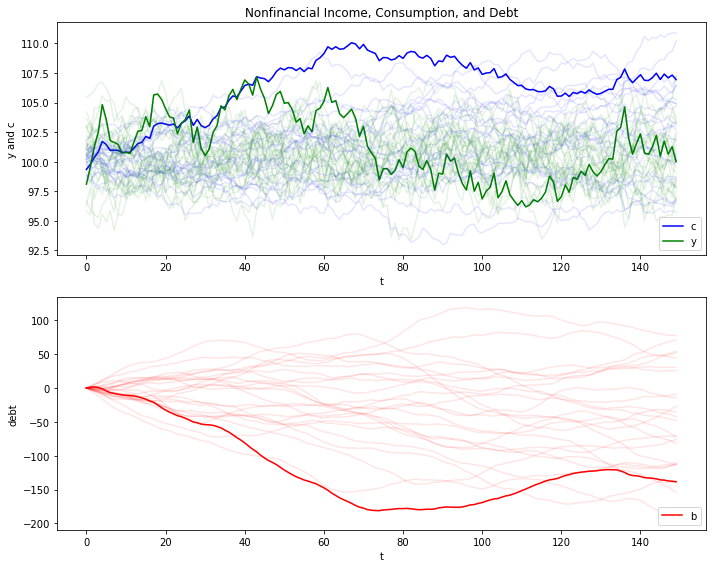 Nonfinancial Income, Consumption, and Debt
y and c
110.0
107.5
105.0
102.5
100.0
97.5
95.0
92.5
c
y
0 20 40 60 80 100 120 140
t
debt
100
50
0
−50
−100
−150
−200
b
0 20 40 60 80 100 120 140
t